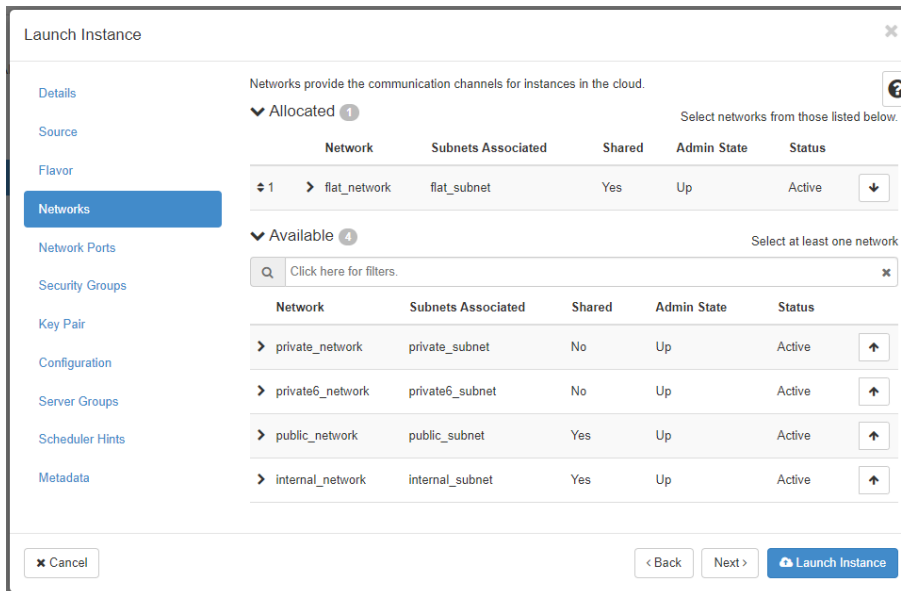 Launch Instance
Details
Source
Flavor
Networks
Network Ports
Security Groups
Key Pair
Configuration
Server Groups
Scheduler Hints
Metadata
Networks provide the communication channels for instances in the cloud.
Allocated 1
Select networks from those listed below.
Network Subnets Associated Shared Admin State Status
1 flat_network flat_subnet Yes Up Active
Available 4
Select at least one network
Click here for filters.
Network Subnets Associated Shared Admin State Status
private_network private_subnet No Up Active
private6_network private6_subnet No Up Active
public_network public_subnet Yes Up Active
internal_network internal_subnet Yes Up Active
Cancel
< Back Next > Launch Instance